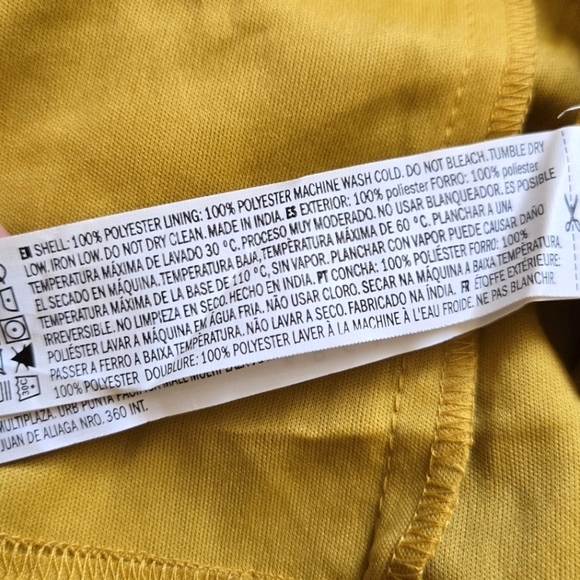 EN SHELL: 100% POLYESTER LINING: 100% POLYESTER MACHINE WASH COLD. DO NOT BLEACH. TUMBLE DRY
LOW. IRON LOW. DO NOT DRY CLEAN. MADE IN INDIA. ES EXTERIOR: 100% poliester FORRO: 100% poliester
TEMPERATURA MÁXIMA DE LAVADO 30 °C. PROCESO MUY MODERADO. NO USAR BLANQUEADOR. ES POSIBLE
EL SECADO EN MÁQUINA. TEMPERATURA BAJA, TEMPERATURA MÁXIMA DE 60 °C. PLANCHAR A UNA
TEMPERATURA MÁXIMA DE LA BASE DE 110 °C, SIN VAPOR. PLANCHAR CON VAPOR PUEDE CAUSAR DAÑO
IRREVERSIBLE. NO LIMPIEZA EN SECO. HECHO EN INDIA. PT CONCHA: 100% POLIÉSTER FORRO: 100%
POLIÉSTER LAVAR A MÁQUINA EM ÁGUA FRIA. NÃO USAR CLORO. SECAR NA MÁQUINA A BAIXA TEMPERATURA.
PASSER A FERRO A BAIXA TEMPERATURA. NÃO LAVAR A SECO. FABRICADO NA ÍNDIA. FR ÉTOFFE EXTÉRIEURE:
100% POLYESTER DOUBLURE: 100% POLYESTER LAVER À LA MACHINE À L'EAU FROIDE. NE PAS BLANCHIR.
30C
MULTIPLAZA. URB PUNTA
JUAN DE ALIAGA NRO. 360 INT.